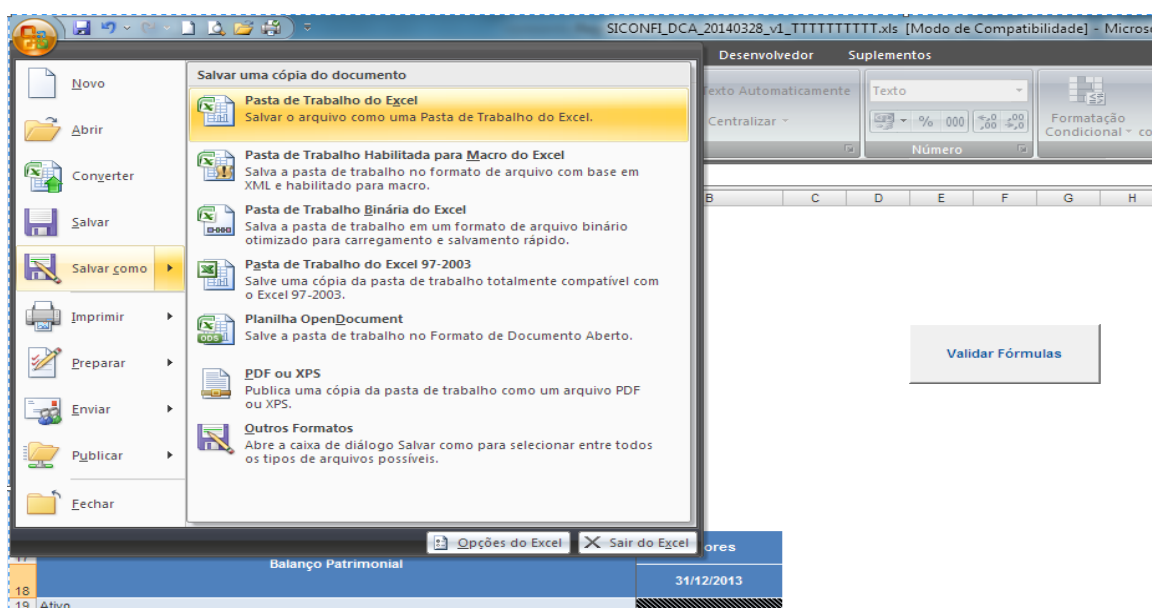 SICONFI_DCA_20140328_v1_TTTTTTTTTT.xls [Modo de Compatibilidade] - Micros
Desenvolvedor Suplementos
Novo
Abrir
Converter
Salvar
Salvar como
Imprimir
Preparar
Enviar
Publicar
Fechar
Salvar uma cópia do documento
Pasta de Trabalho do Excel
Salvar o arquivo como uma Pasta de Trabalho do Excel.
Pasta de Trabalho Habilitada para Macro do Excel
Salva a pasta de trabalho no formato de arquivo com base em
XML e habilitado para macro.
Pasta de Trabalho Binária do Excel
Salva a pasta de trabalho em um formato de arquivo binário
otimizado para carregamento e salvamento rápido.
Pasta de Trabalho do Excel 97-2003
Salve uma cópia da pasta de trabalho totalmente compatível com
o Excel 97-2003.
Planilha OpenDocument
Salve a pasta de trabalho no Formato de Documento Aberto.
PDF ou XPS
Publica uma cópia da pasta de trabalho como um arquivo PDF
ou XPS.
Outros Formatos
Abre a caixa de diálogo Salvar como para selecionar entre todos
os tipos de arquivos possíveis.
Opções do Excel Sair do Excel
exto Automaticamente
Centralizar
Texto
% 000
Número
Formatação
Condicional co
B C D E F G H
Validar Fórmulas
17 Balanço Patrimonial ores
18 31/12/2013
19 Ativo